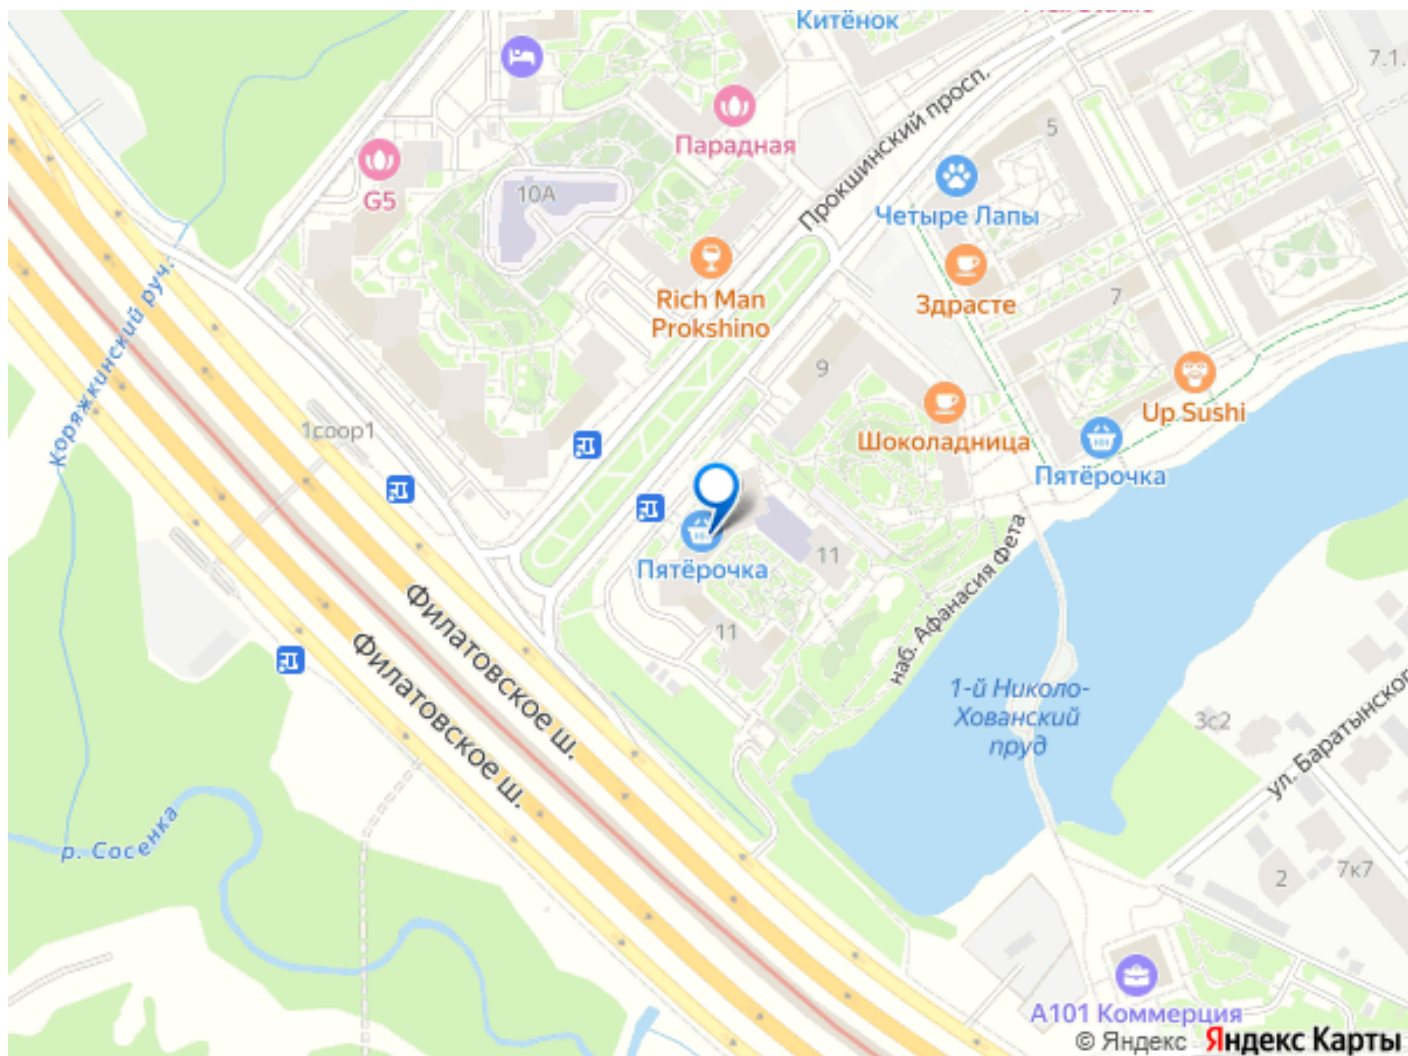 Китёнок
7.1.
Прокшинский просп.
5
Парадная
G5
10А
Четыре Лапы
Rich Man
Prokshino
Здрасте
7
Коряжкинский руч.
9
Up Sushi
1соор1
Шоколадница
Пятёрочка
Пятёрочка
11
11
наб. Афанасия Фета
Филатовское ш.
Филатовское ш.
1-й Николо-
Хованский
пруд
3с2
ул. Баратынского
р. Сосенка
2
7к7
А101 Коммерция
© Яндекс Яндекс Карты